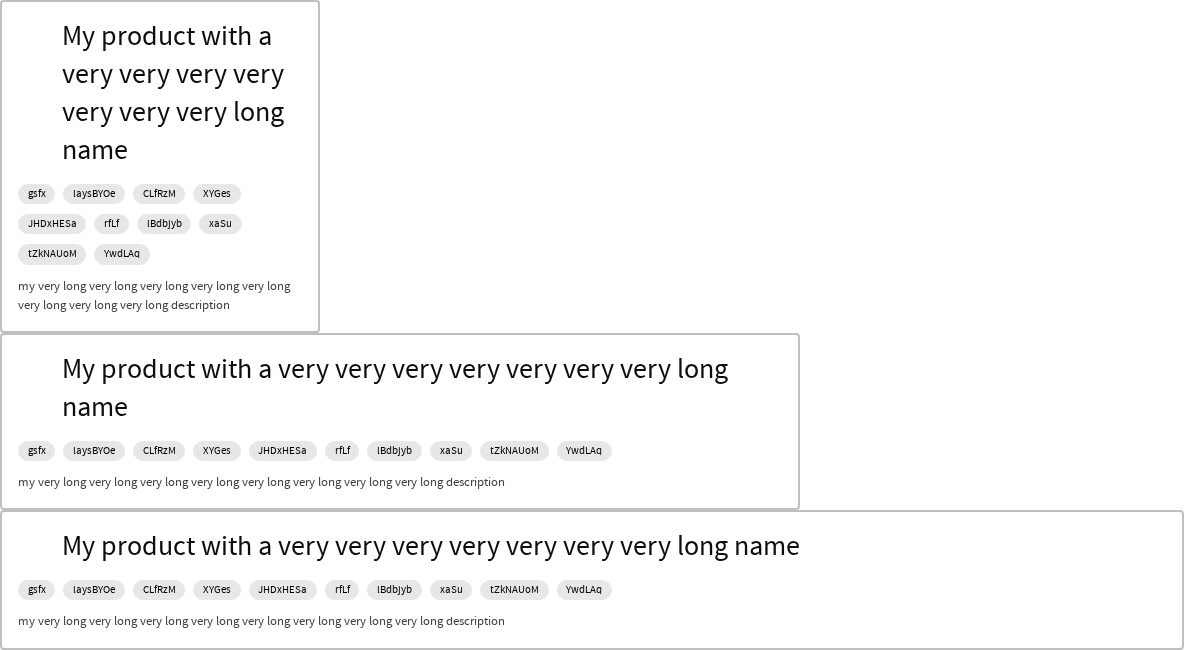 My product with a
very very very very
very very very long
name
gsfx laysBYOe CLfRzM XYGes
JHDxHESa rfLf lBdbjyb xaSu
tZkNAUoM YwdLAq
my very long very long very long very long very long
very long very long very long description
My product with a very very very very very very very long
name
gsfx laysBYOe CLfRzM XYGes JHDxHESa rfLf lBdbjyb xaSu tZkNAUoM YwdLAq
my very long very long very long very long very long very long very long very long description
My product with a very very very very very very very long name
gsfx laysBYOe CLfRzM XYGes JHDxHESa rfLf lBdbjyb xaSu tZkNAUoM YwdLAq
my very long very long very long very long very long very long very long very long description